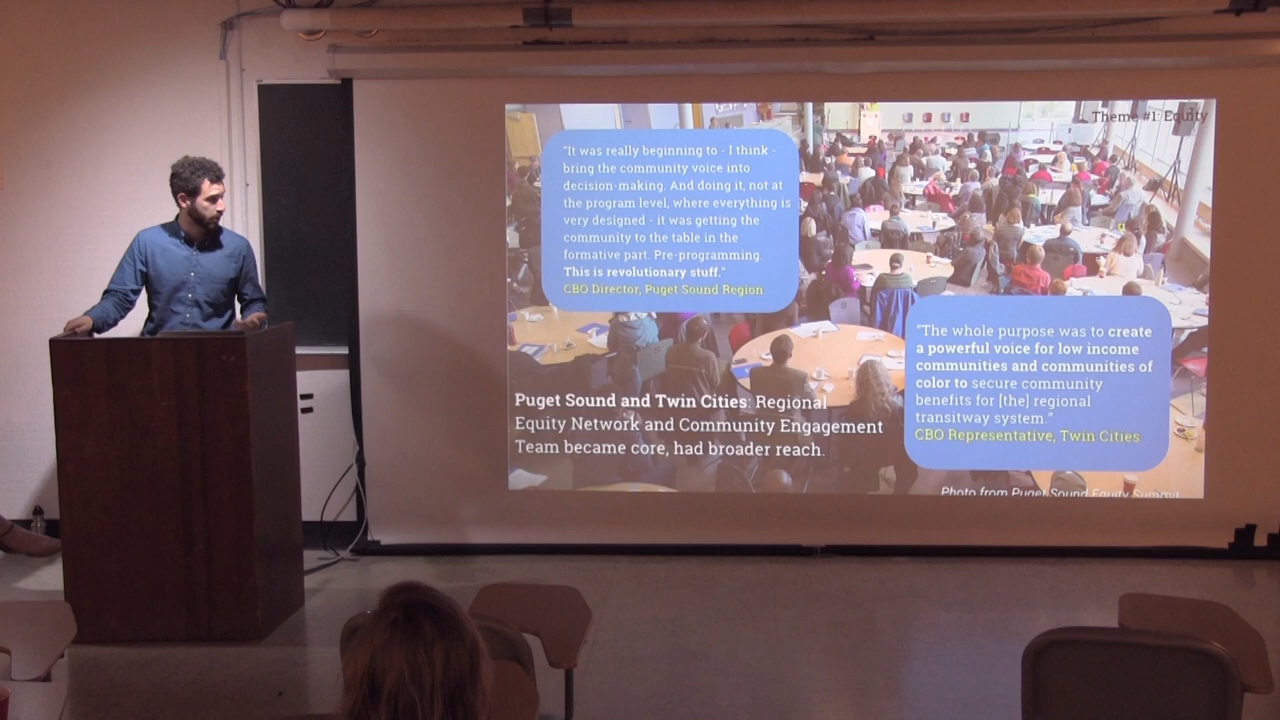 Theme #1: Equity
"It was really beginning to - I think -
bring the community voice into
decision-making. And doing it, not at
the program level, where everything is
very designed - it was getting the
community to the table in the
formative part. Pre-programming.
This is revolutionary stuff."
CBO Director, Puget Sound Region
"The whole purpose was to create
a powerful voice for low income
communities and communities of
color to secure community
benefits for [the] regional
transitway system."
CBO Representative, Twin Cities
Puget Sound and Twin Cities: Regional
Equity Network and Community Engagement
Team became core, had broader reach.
Photo from Puget Sound Equity Summit